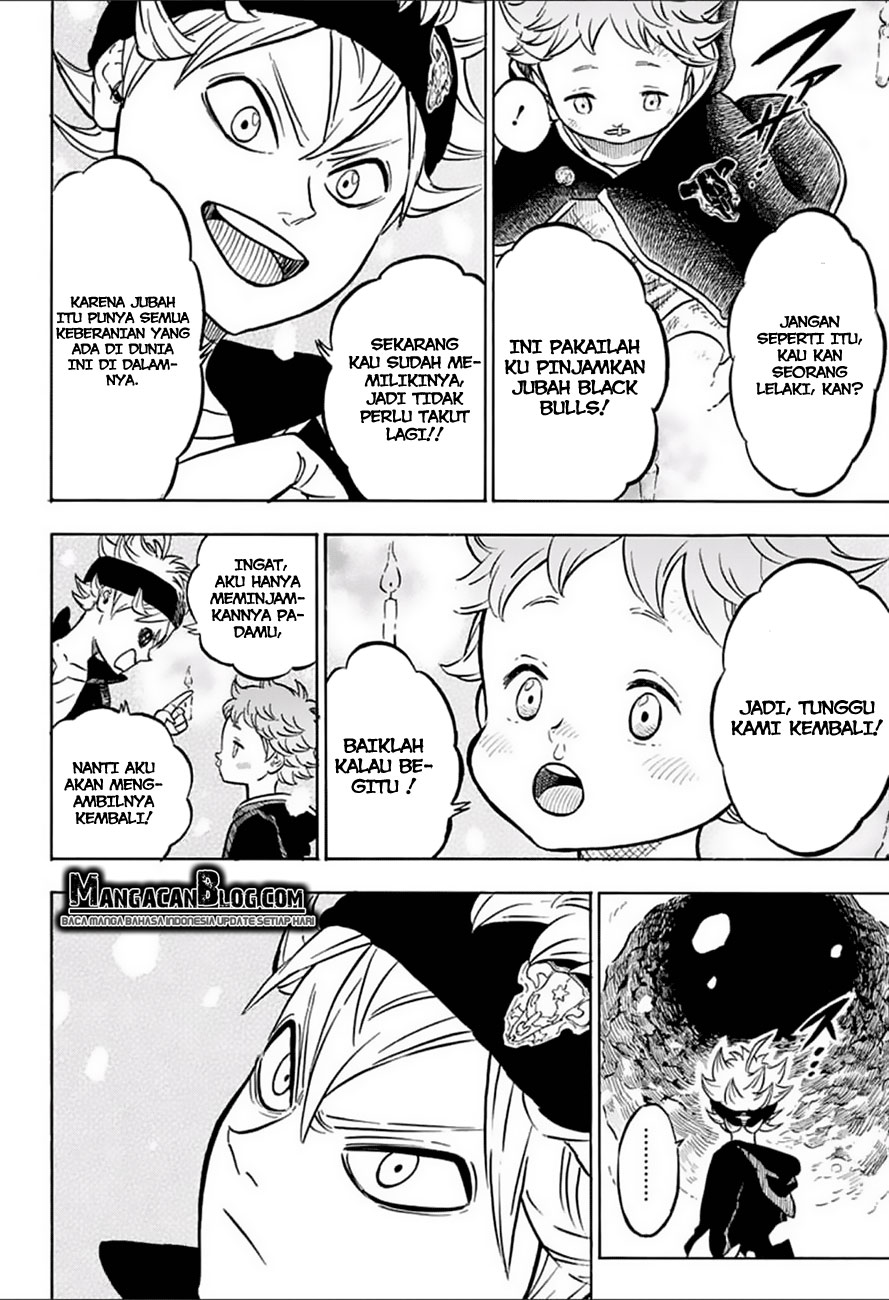 !
JANGAN
SEPERTI ITU,
KAU KAN
SEORANG
LELAKI, KAN?
INI PAKAILAH
KU PINJAMKAN
JUBAH BLACK
BULLS!
SEKARANG
KAU SUDAH ME-
MILIKINYA,
JADI TIDAK
PERLU TAKUT
LAGI!!
KARENA JUBAH
ITU PUNYA SEMUA
KEBERANIAN YANG
ADA DI DUNIA
INI DI DALAM-
NYA.
JADI, TUNGGU
KAMI KEMBALI!
BAIKLAH
KALAU BE-
GITU !
INGAT,
AKU HANYA
MEMINJAM-
KANNYA PA-
DAMU,
NANTI AKU
AKAN MENG-
AMBILNYA
KEMBALI!
MANGACANBLOG.COM
BACA MANGA BAHASA INDONESIA UPDATE SETIAP HARI
.........